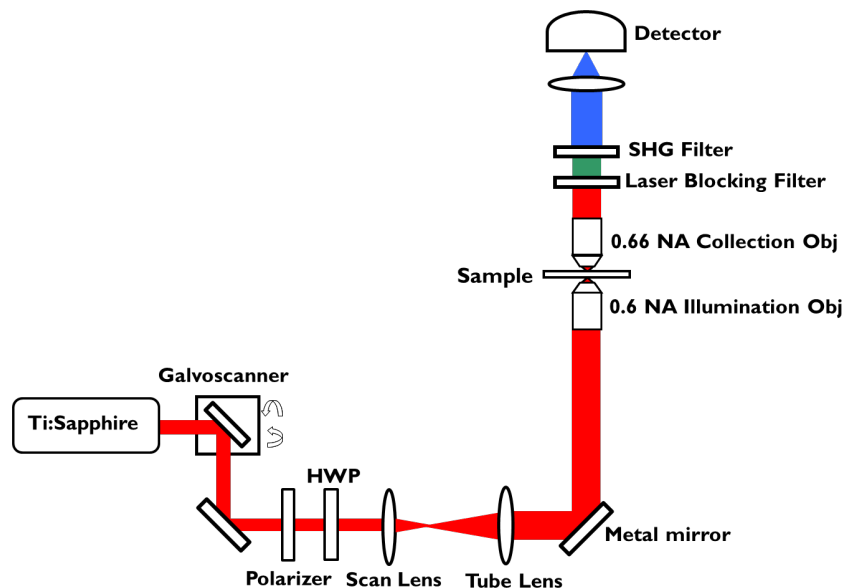 Detector
SHG Filter
Laser Blocking Filter
0.66 NA Collection Obj
Sample
0.6 NA Illumination Obj
Galvoscanner
Ti:Sapphire
HWP
Metal mirror
Polarizer
Scan Lens
Tube Lens